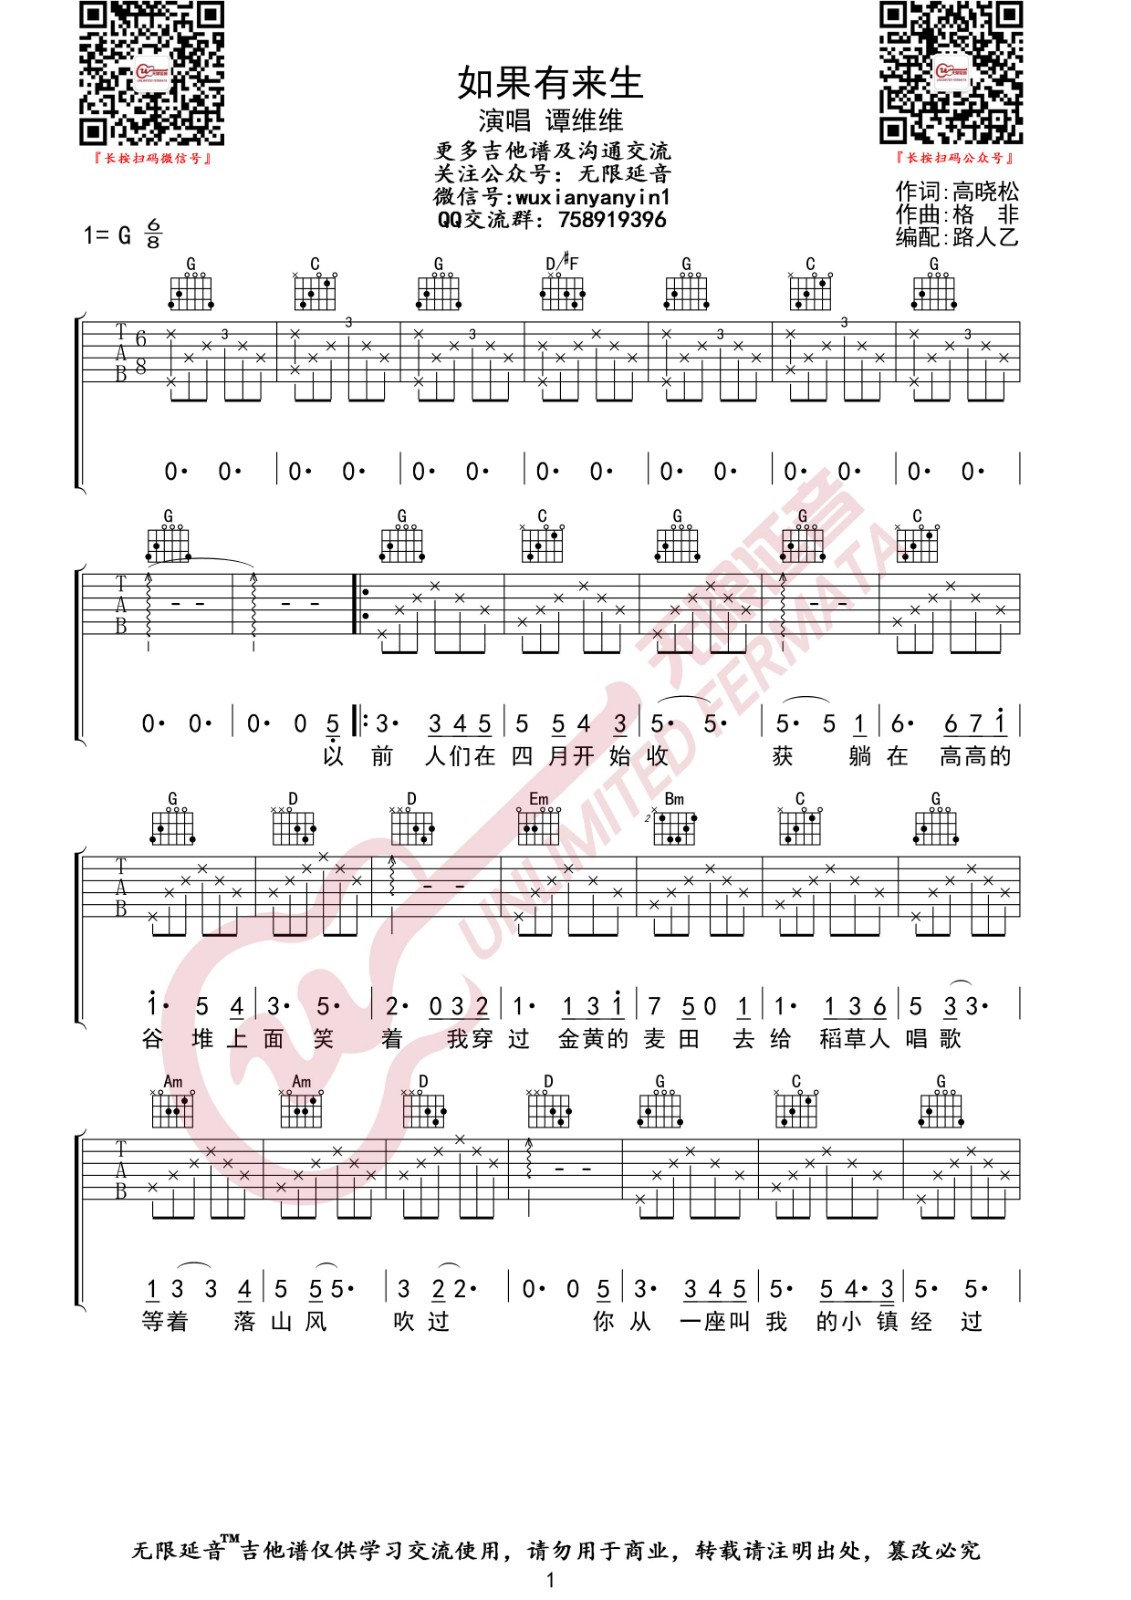 如果有来生
演唱 谭维维
更多吉他谱及沟通交流
关注公众号：无限延音
微信号:wuxianyanyin1
QQ交流群：758919396
『长按扫码微信号』
『长按扫码公众号』
作词:高晓松
作曲:格 非
编配:路人乙
1= G 6/8
G C G D/#F G C G
3 3 3 3 3 3
T A B 6 8
0· 0· | 0· 0· | 0· 0· | 0· 0· | 0· 0· | 0· 0· | 0· 0· |
G G C G G C
T A B
0· 0· | 0· 0 5 |: 3· 3 4 5 | 5 5 4 3 | 5· 5· | 5· 5 1 | 6· 6 7 1 |
以 前 人们在 四 月开 始 收 获 躺 在 高高的
G D D Em Bm C G
2
T A B
1· 5 4 | 3· 5· | 2· 0 3 2 | 1· 1 3 1 | 7 5 0 1 | 1· 1 3 6 | 5 3 3· |
谷 堆 上 面 笑 着 我穿 过 金黄的 麦 田 去 给 稻草人 唱 歌
Am Am D D G C G
T A B
1 3 3 4 | 5 5 5· | 3 2 2· | 0· 0 5 | 3· 3 4 5 | 5· 5 4· 3 | 5· 5· |
等着 落 山 风 吹 过 你 从 一座叫 我 的小 镇 经 过
无限延音
UNLIMITED FERMATA
无限延音™吉他谱仅供学习交流使用，请勿用于商业，转载请注明出处，篡改必究
1